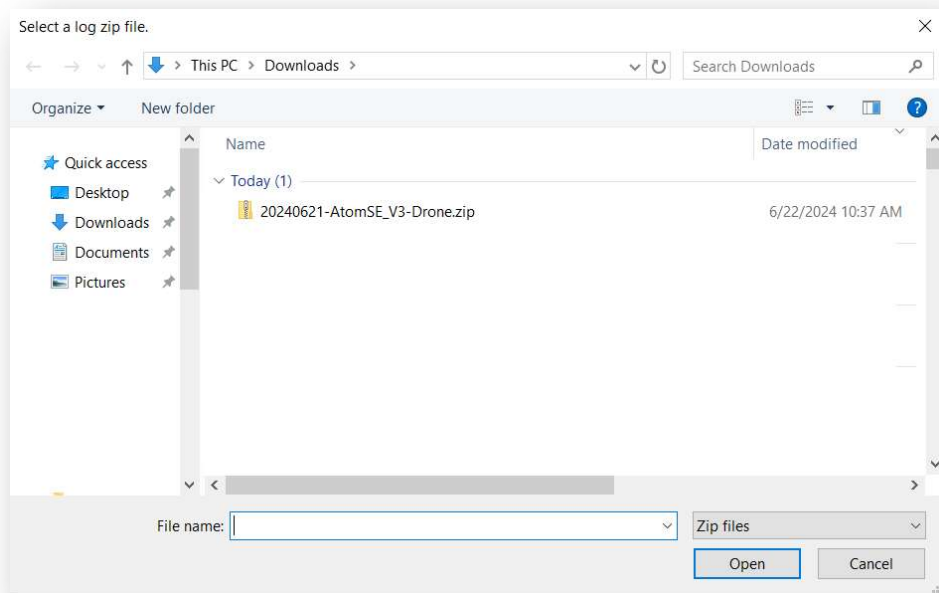 Select a log zip file.
This PC > Downloads >
Search Downloads
Organize New folder
?
Name Date modified
Quick access
Today (1)
Desktop
20240621-AtomSE_V3-Drone.zip 6/22/2024 10:37 AM
Downloads
Documents
Pictures
File name: Zip files
Open Cancel